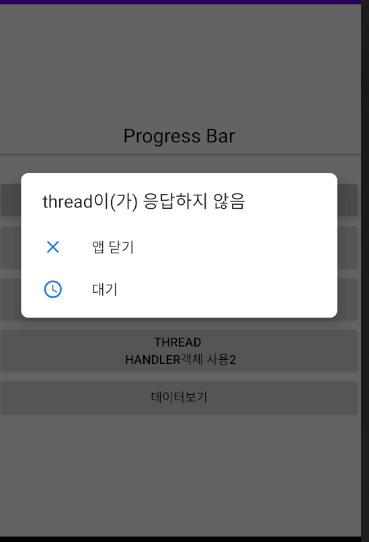 Progress Bar
thread이(가) 응답하지 않음
앱 닫기
대기
THREAD
HANDLER객체 사용2
데이터보기